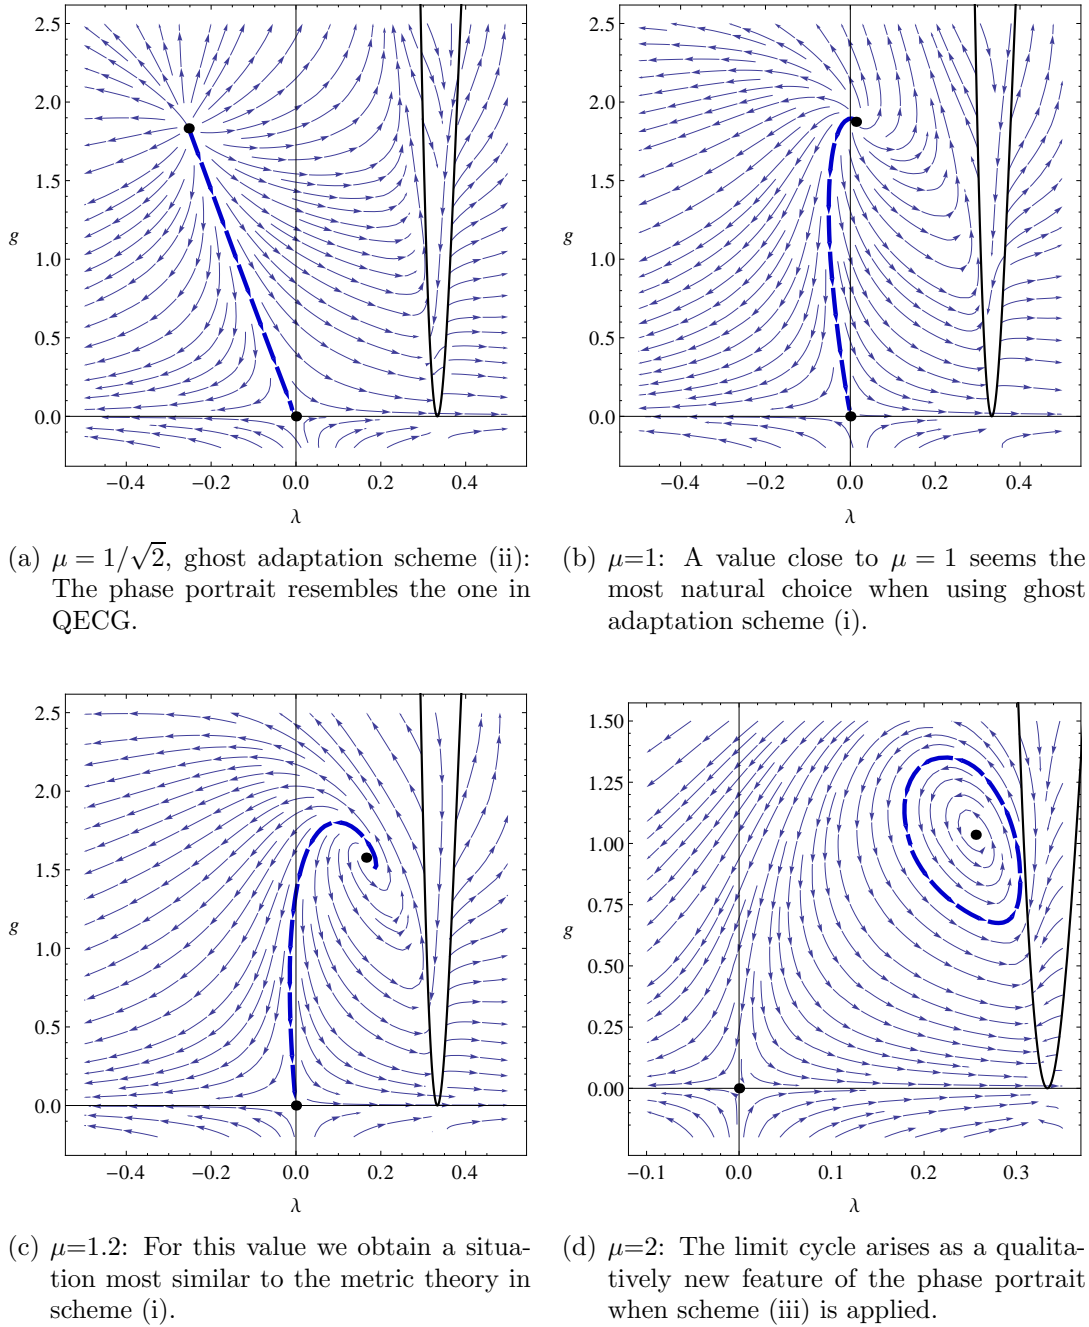 2.5
2.0
1.5
g
1.0
0.5
0.0
−0.4 −0.2 0.0 0.2 0.4
λ
(a) μ = 1/√2, ghost adaptation scheme (ii):
The phase portrait resembles the one in
QECG.
2.5
2.0
1.5
g
1.0
0.5
0.0
−0.4 −0.2 0.0 0.2 0.4
λ
(b) μ=1: A value close to μ = 1 seems the
most natural choice when using ghost
adaptation scheme (i).
2.5
2.0
1.5
g
1.0
0.5
0.0
−0.4 −0.2 0.0 0.2 0.4
λ
(c) μ=1.2: For this value we obtain a situa-
tion most similar to the metric theory in
scheme (i).
1.50
1.25
1.00
0.75
g
0.50
0.25
0.00
−0.1 0.0 0.1 0.2 0.3
λ
(d) μ=2: The limit cycle arises as a qualita-
tively new feature of the phase portrait
when scheme (iii) is applied.